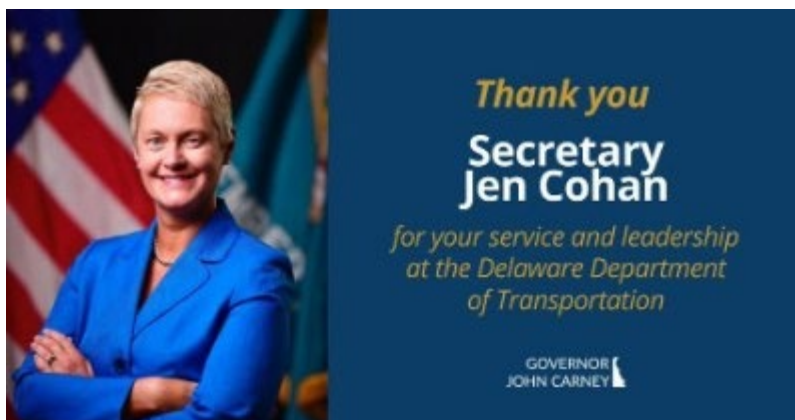 Thank you
Secretary
Jen Cohan
for your service and leadership
at the Delaware Department
of Transportation
GOVERNOR
JOHN CARNEY